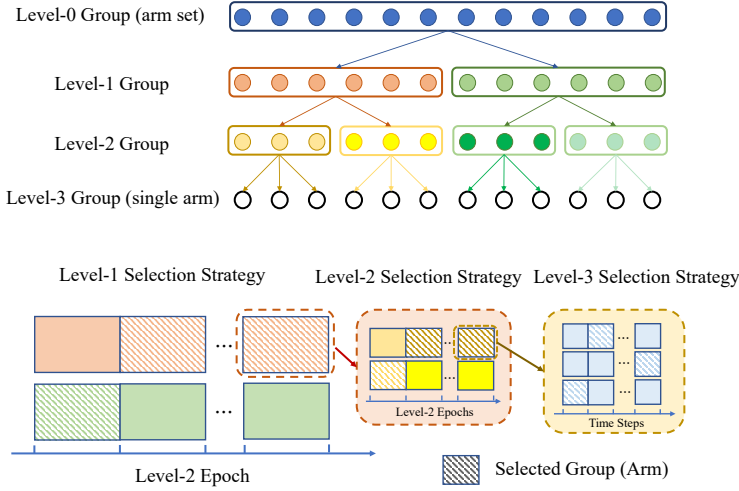 Level-0 Group (arm set)
Level-1 Group
Level-2 Group
Level-3 Group (single arm)
Level-1 Selection Strategy
Level-2 Selection Strategy
Level-3 Selection Strategy
...
...
...
...
...
...
...
Level-2 Epochs
Time Steps
Level-2 Epoch
Selected Group (Arm)